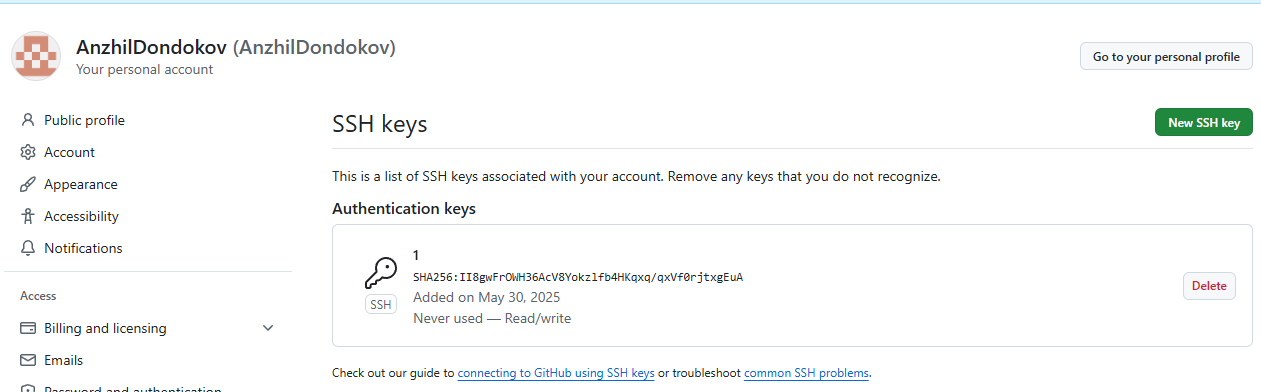 AnzhilDondokov (AnzhilDondokov)
Your personal account
Go to your personal profile
Public profile
Account
Appearance
Accessibility
Notifications
Access
Billing and licensing
Emails
Password and authentication
SSH keys
New SSH key
This is a list of SSH keys associated with your account. Remove any keys that you do not recognize.
Authentication keys
1
SHA256:II8gwFrOWH36AcV8Yokzlfb4HKqxq/qxVf0rjtxgEuA
SSH
Added on May 30, 2025
Never used — Read/write
Delete
Check out our guide to connecting to GitHub using SSH keys or troubleshoot common SSH problems.